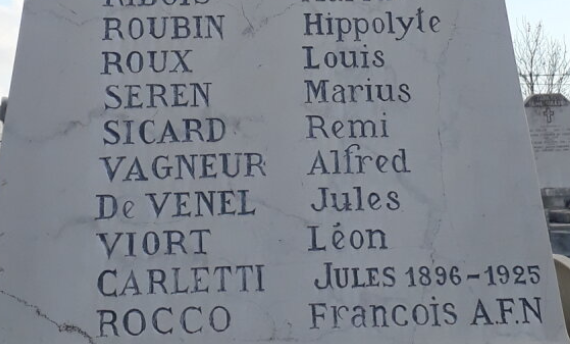 ROUBIN Hippolyte
ROUX Louis
SEREN Marius
SICARD Remi
VAGNEUR Alfred
De VENEL Jules
VIORT Léon
CARLETTI JULES 1896-1925
ROCCO Francois A.F.N